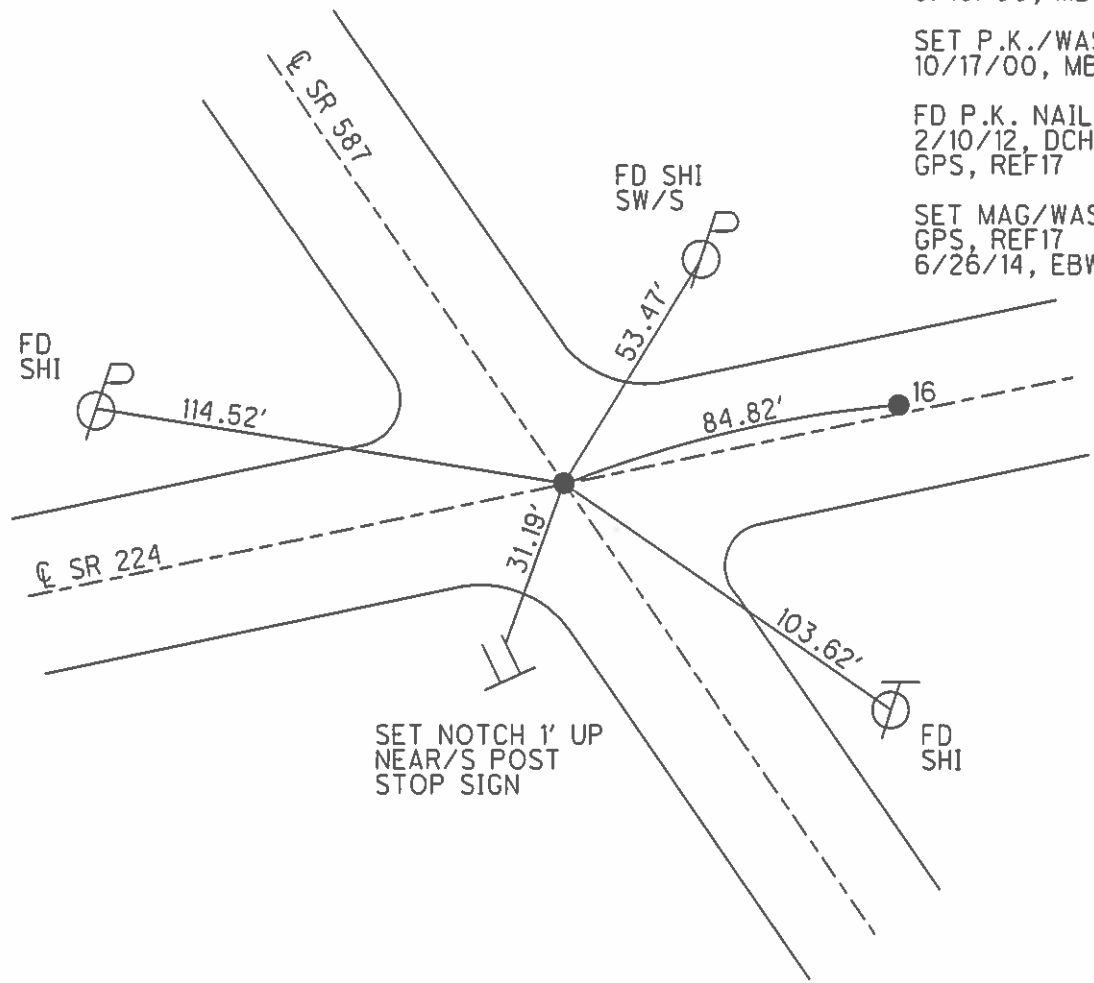 SET P.K./WAS
10/17/00, MB
FD P.K. NAIL
2/10/12, DCH
GPS, REF17
SET MAG/WAS
GPS, REF17
6/26/14, EBW
℄ SR 587
FD SHI
SW/S
53.47'
FD
SHI
114.52'
84.82'
16
℄ SR 224
31.19'
103.62'
SET NOTCH 1' UP
NEAR/S POST
STOP SIGN
FD
SHI